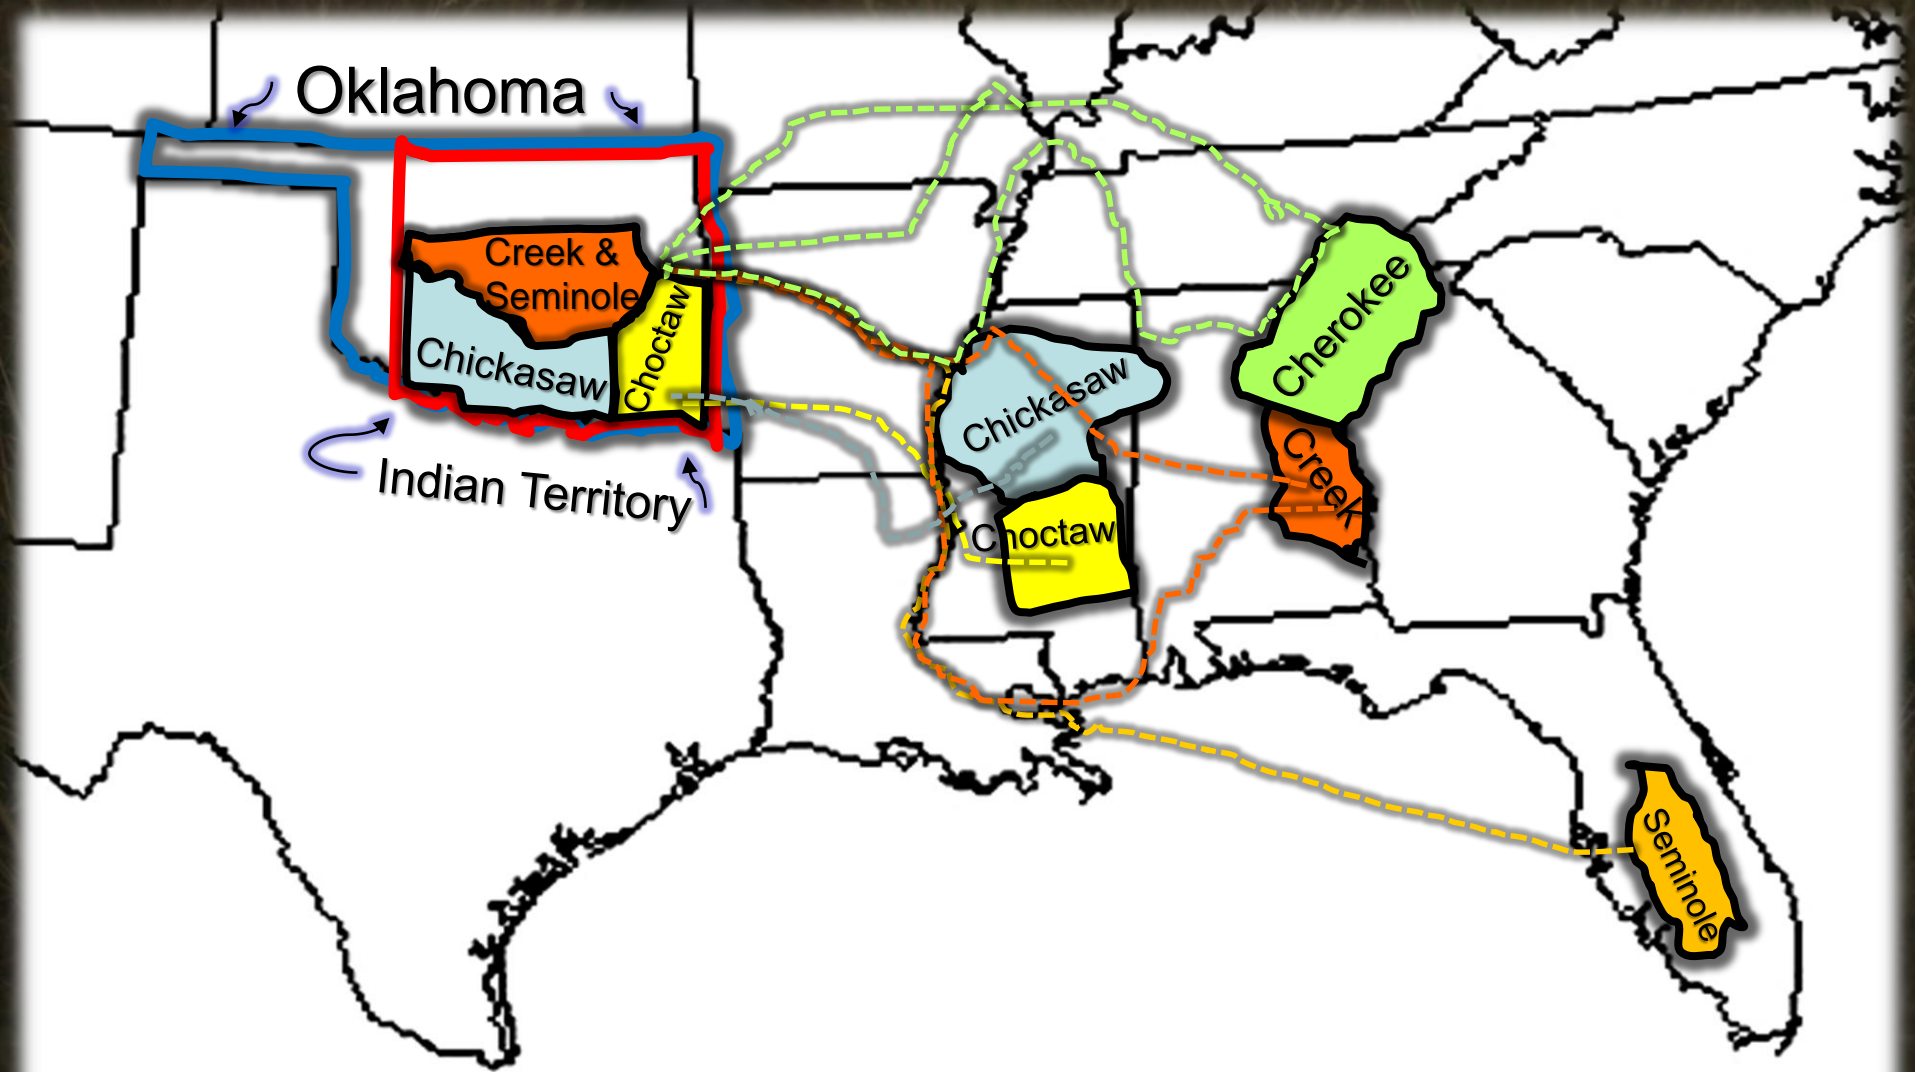 Oklahoma
Creek &
Seminole
Chickasaw
Choctaw
Indian Territory
Chickasaw
Choctaw
Cherokee
Creek
Seminole